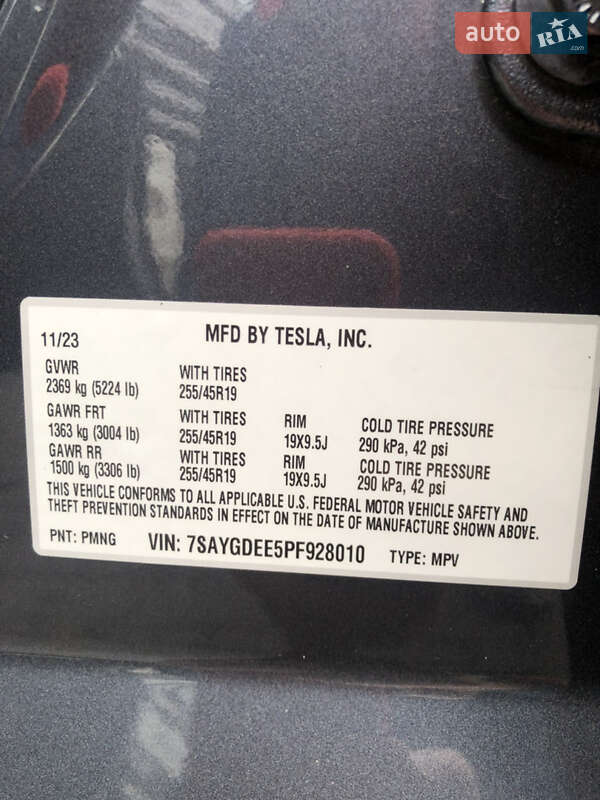 auto RIA.com
11/23 MFD BY TESLA, INC.
GVWR WITH TIRES
2369 kg (5224 lb) 255/45R19
GAWR FRT WITH TIRES RIM COLD TIRE PRESSURE
1363 kg (3004 lb) 255/45R19 19X9.5J 290 kPa, 42 psi
GAWR RR WITH TIRES RIM COLD TIRE PRESSURE
1500 kg (3306 lb) 255/45R19 19X9.5J 290 kPa, 42 psi
THIS VEHICLE CONFORMS TO ALL APPLICABLE U.S. FEDERAL MOTOR VEHICLE SAFETY AND
THEFT PREVENTION STANDARDS IN EFFECT ON THE DATE OF MANUFACTURE SHOWN ABOVE.
PNT: PMNG VIN: 7SAYGDEE5PF928010 TYPE: MPV